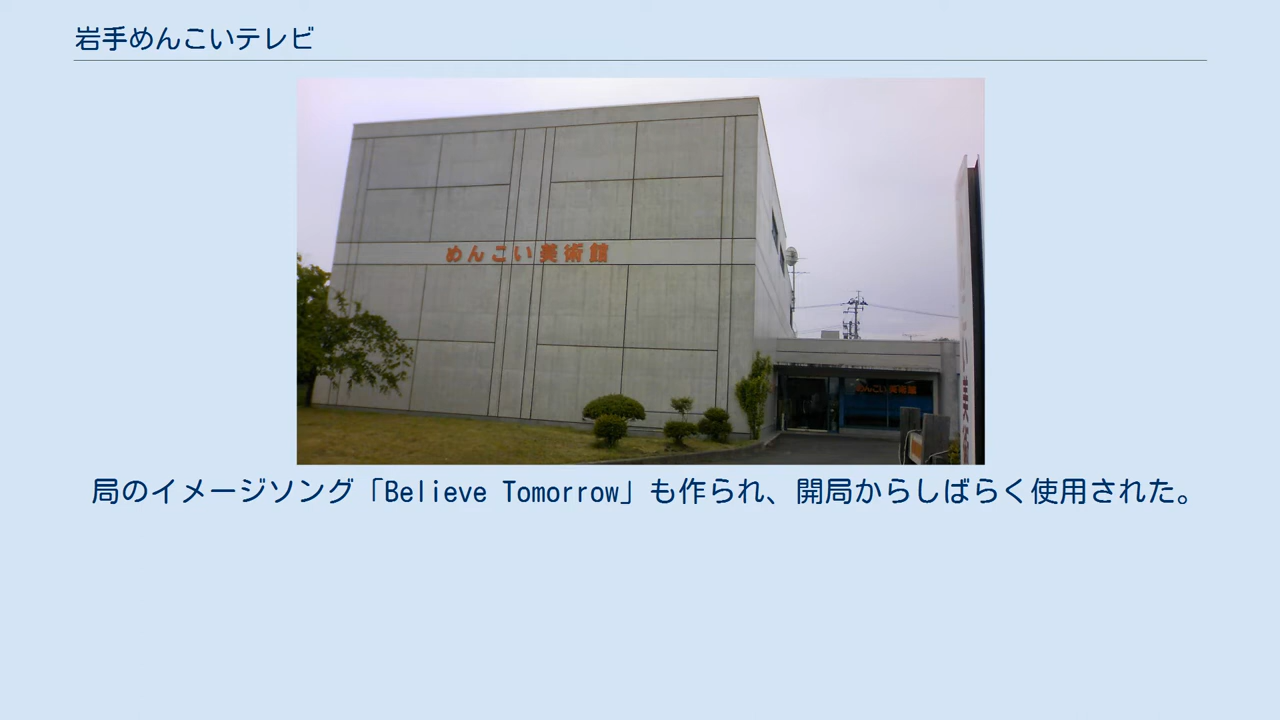 岩手めんこいテレビ
めんこい美術館
めんこい美術館
局のイメージソング「Believe Tomorrow」も作られ、開局からしばらく使用された。